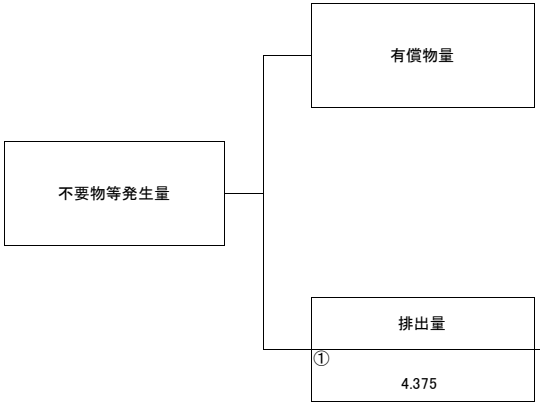 有償物量
不要物等発生量
排出量
①
4.375